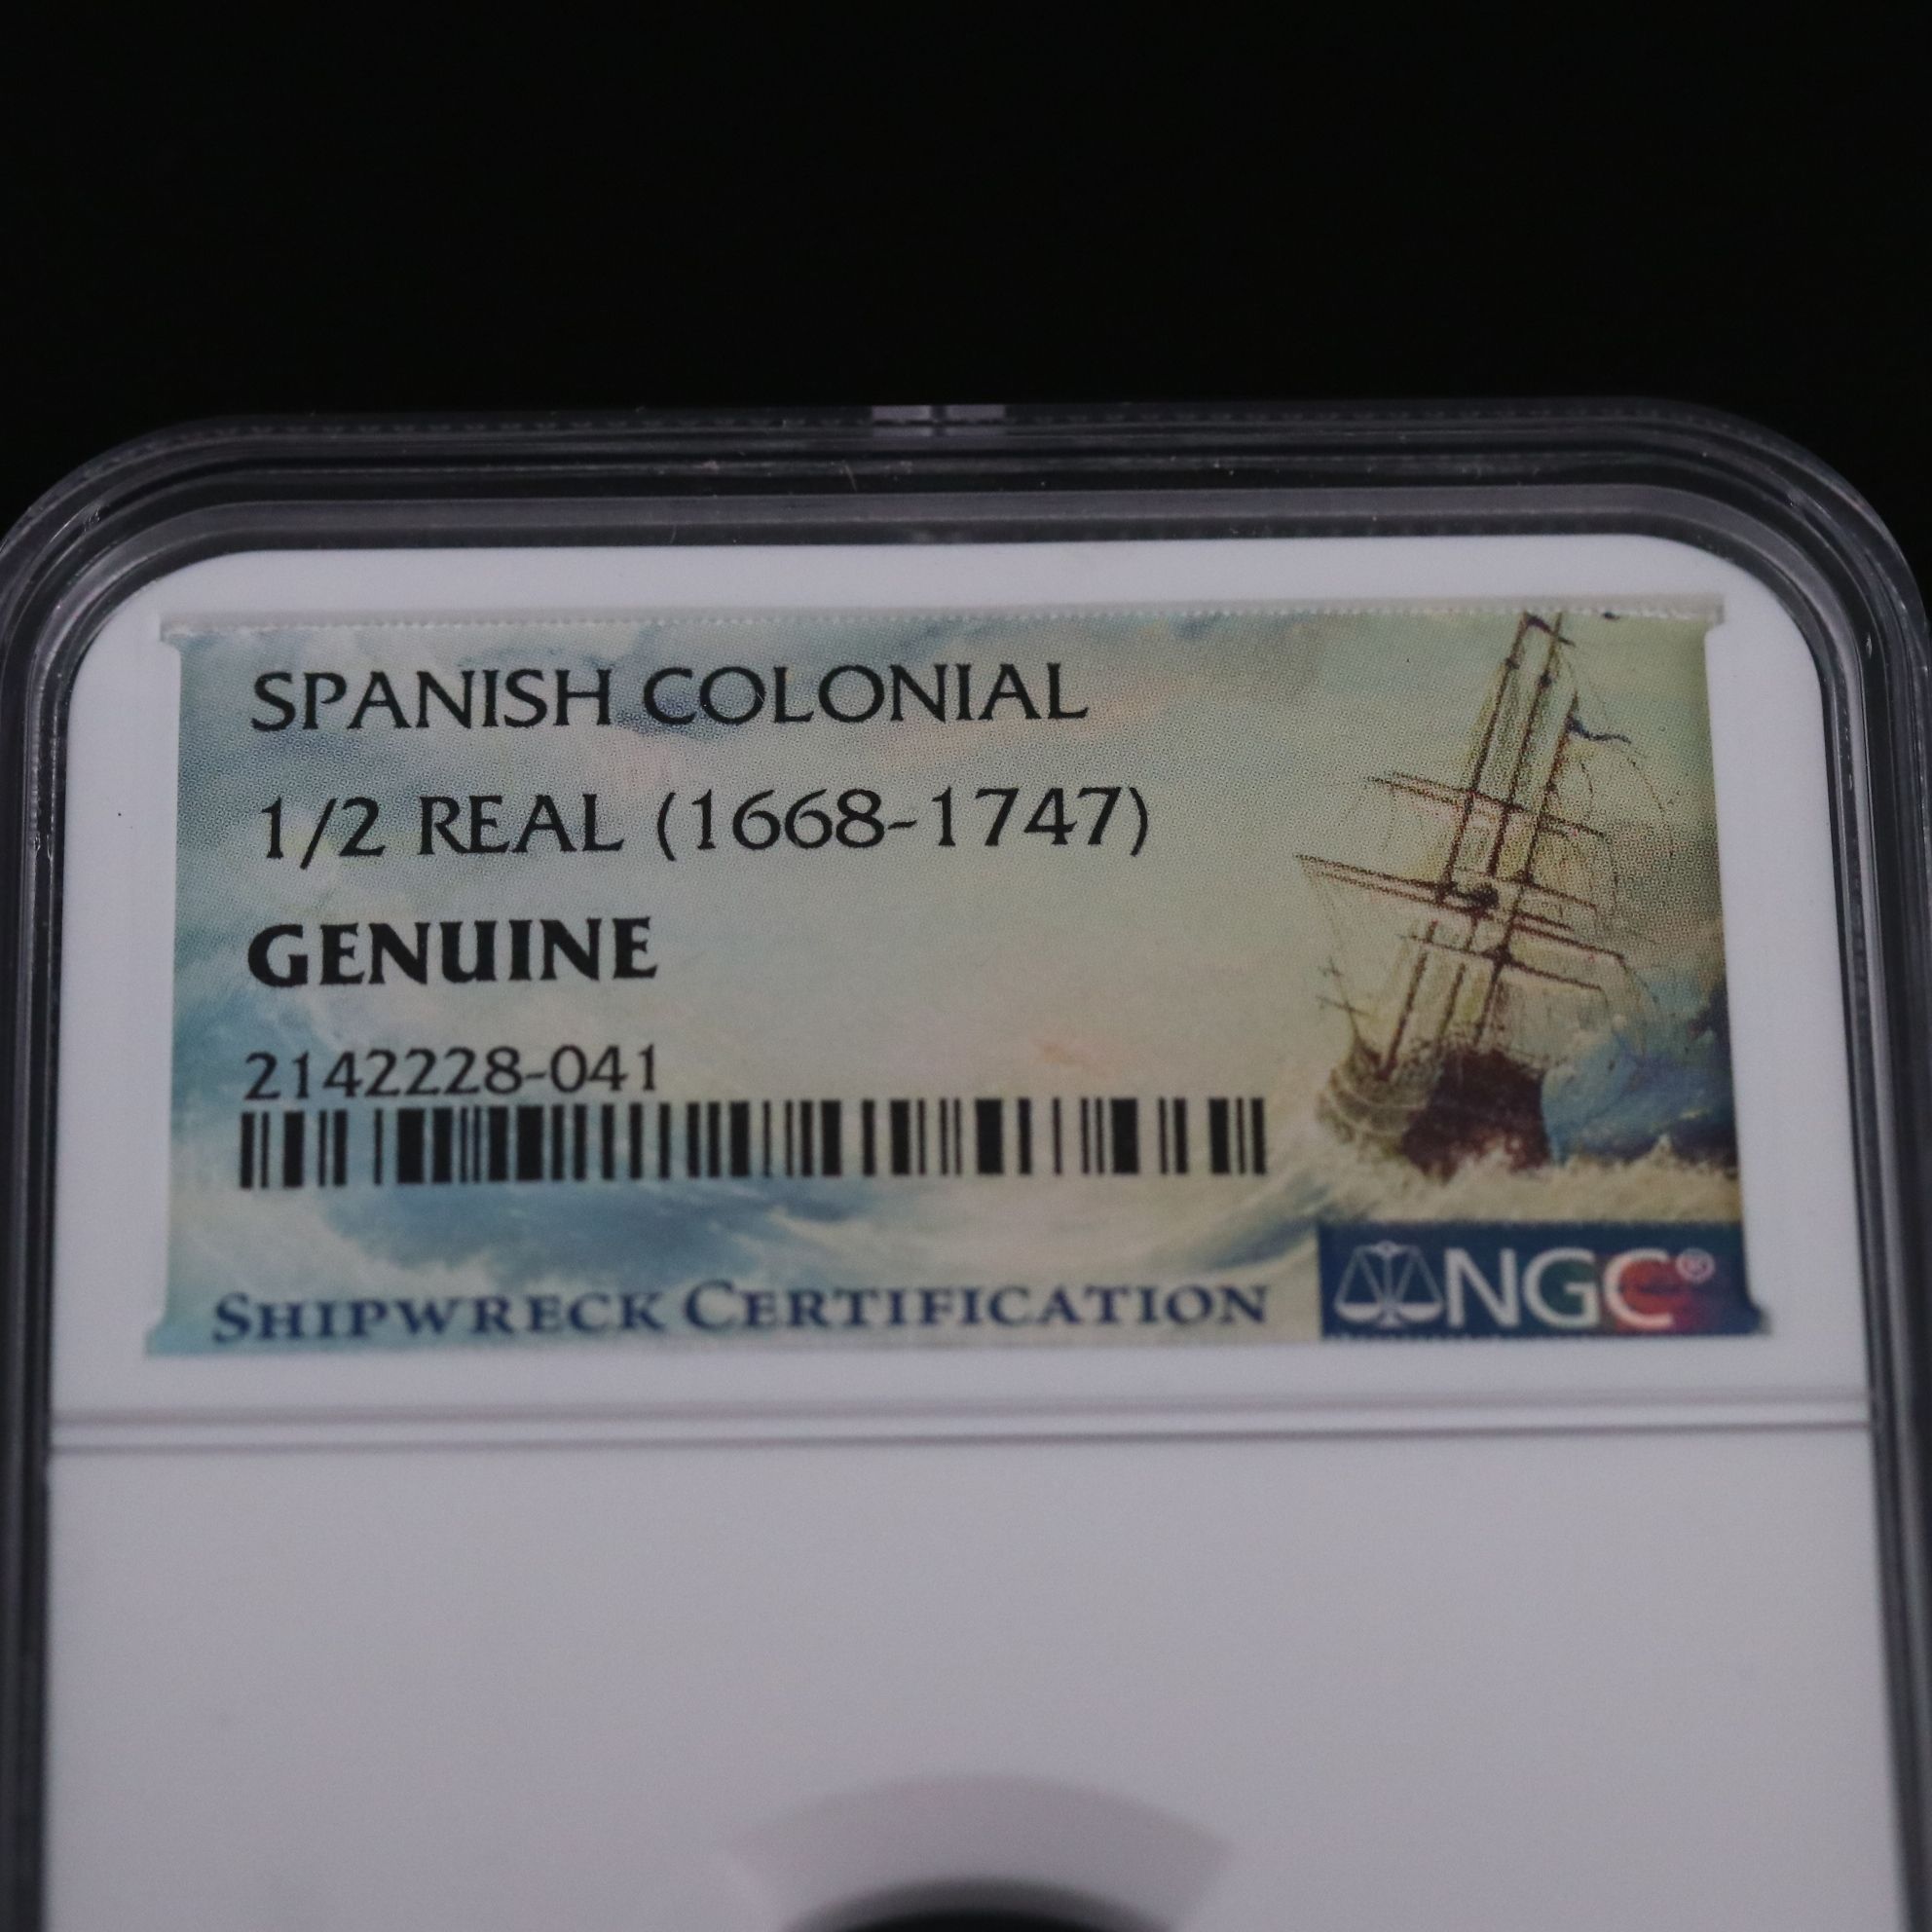 SPANISH COLONIAL
1/2 REAL (1668-1747)
GENUINE
2142228-041
SHIPWRECK CERTIFICATION
NGC®